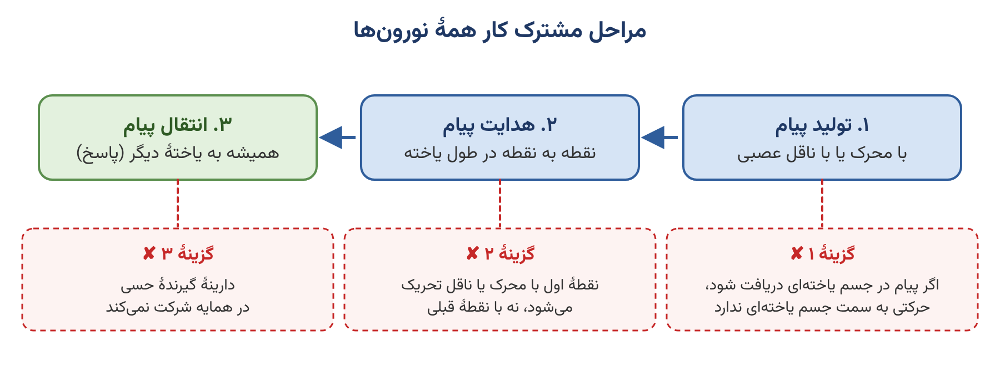 مراحل مشترک کار همهٔ نورون‌ها
۱. تولید پیام
با محرک یا با ناقل عصبی
۲. هدایت پیام
نقطه به نقطه در طول یاخته
۳. انتقال پیام
همیشه به یاختهٔ دیگر (پاسخ)
گزینهٔ ۱ ✘
اگر پیام در جسم یاخته‌ای دریافت شود،
حرکتی به سمت جسم یاخته‌ای ندارد
گزینهٔ ۲ ✘
نقطهٔ اول با محرک یا ناقل تحریک
می‌شود، نه با نقطهٔ قبلی
گزینهٔ ۳ ✘
دارینهٔ گیرندهٔ حسی
در همایه شرکت نمی‌کند